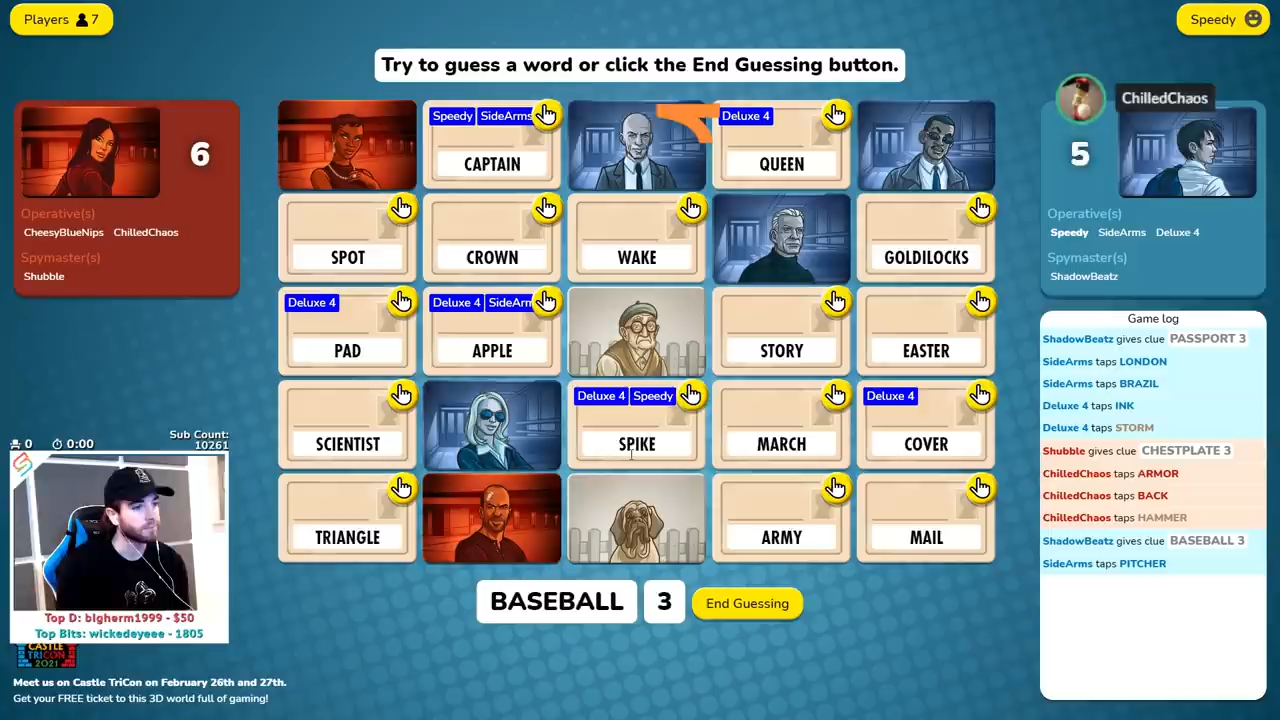 Players 7
Speedy
Try to guess a word or click the End Guessing button.
6
Operative(s)
CheesyBlueNips ChilledChaos
Spymaster(s)
Shubble
Speedy SideArms
CAPTAIN
Deluxe 4
QUEEN
ChilledChaos
5
Operative(s)
Speedy SideArms Deluxe 4
Spymaster(s)
ShadowBeatz
SPOT
CROWN
WAKE
GOLDILOCKS
Deluxe 4
PAD
Deluxe 4 SideArm
APPLE
STORY
EASTER
SCIENTIST
Deluxe 4 Speedy
SPIKE
MARCH
Deluxe 4
COVER
TRIANGLE
ARMY
MAIL
BASEBALL 3 End Guessing
Game log
ShadowBeatz gives clue PASSPORT 3
SideArms taps LONDON
SideArms taps BRAZIL
Deluxe 4 taps INK
Deluxe 4 taps STORM
Shubble gives clue CHESTPLATE 3
ChilledChaos taps ARMOR
ChilledChaos taps BACK
ChilledChaos taps HAMMER
ShadowBeatz gives clue BASEBALL 3
SideArms taps PITCHER
0 0:00
Sub Count:
10261
Top D: bigherm1999 - $50
Top Bits: wickedyeee - 1805
CASTLE
TRICON
2021
Meet us on Castle TriCon on February 26th and 27th.
Get your FREE ticket to this 3D world full of gaming!